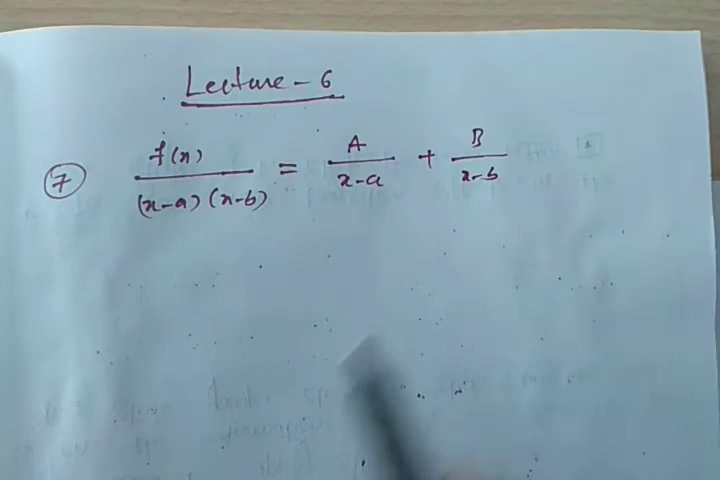 Lecture - 6
⑦ f(x) / (x-a)(x-b) = A / x-a + B / x-b